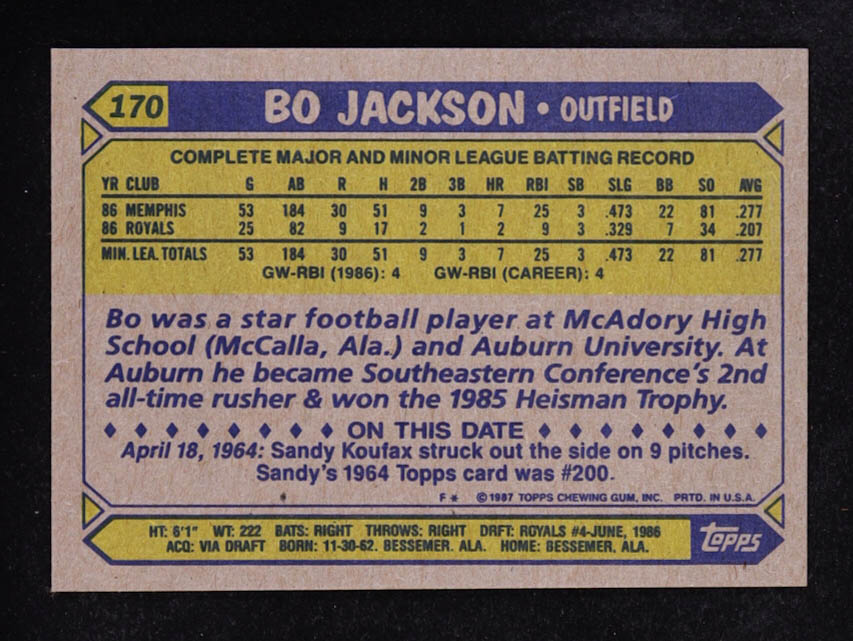 170 BO JACKSON • OUTFIELD
COMPLETE MAJOR AND MINOR LEAGUE BATTING RECORD
YR CLUB G AB R H 2B 3B HR RBI SB SLG BB SO AVG
86 MEMPHIS 53 184 30 51 9 3 7 25 3 .473 22 81 .277
86 ROYALS 25 82 9 17 2 1 2 9 3 .329 7 34 .207
MIN. LEA. TOTALS 53 184 30 51 9 3 7 25 3 .473 22 81 .277
GW-RBI (1986): 4 GW-RBI (CAREER): 4
Bo was a star football player at McAdory High
School (McCalla, Ala.) and Auburn University. At
Auburn he became Southeastern Conference's 2nd
all-time rusher & won the 1985 Heisman Trophy.
♦ ♦ ♦ ♦ ♦ ♦ ♦ ♦ ON THIS DATE ♦ ♦ ♦ ♦ ♦ ♦ ♦ ♦
April 18, 1964: Sandy Koufax struck out the side on 9 pitches.
Sandy's 1964 Topps card was #200.
F * © 1987 TOPPS CHEWING GUM, INC. PRTD. IN U.S.A.
HT: 6'1" WT: 222 BATS: RIGHT THROWS: RIGHT DRFT: ROYALS #4-JUNE, 1986
ACQ: VIA DRAFT BORN: 11-30-62. BESSEMER. ALA. HOME: BESSEMER. ALA.
topps